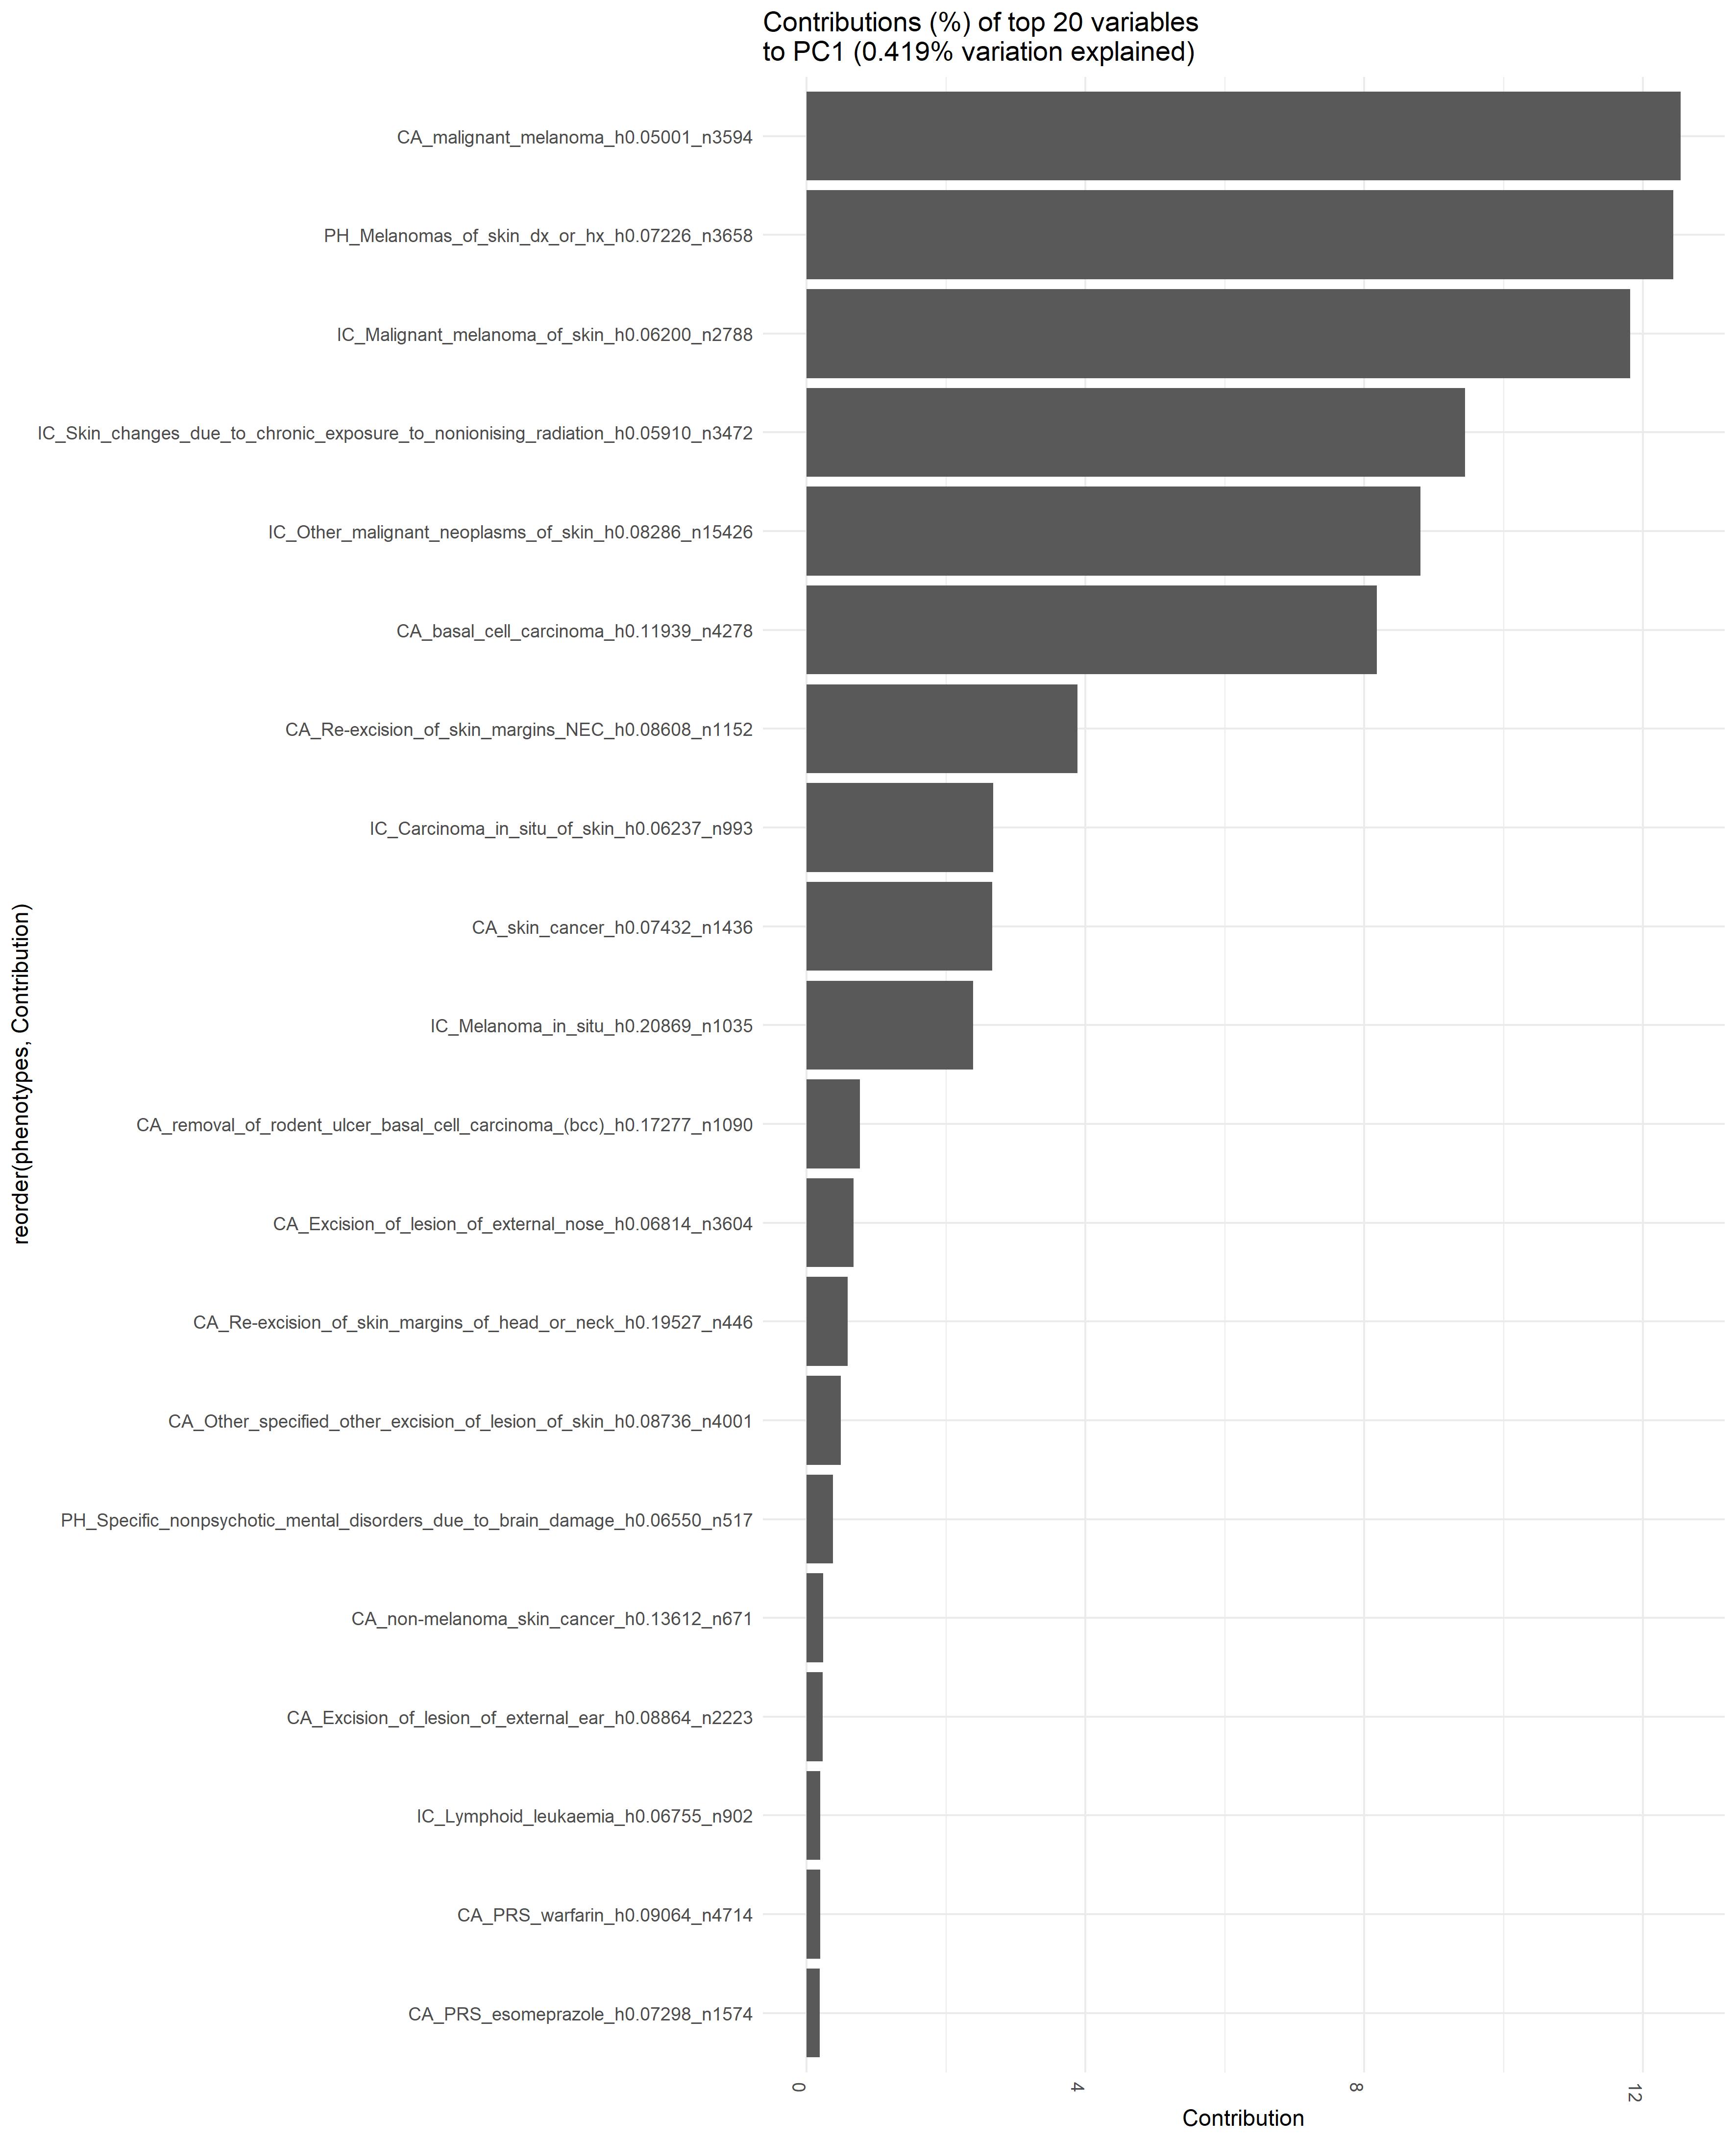 Contributions (%) of top 20 variables
to PC1 (0.419% variation explained)
CA_malignant_melanoma_h0.05001_n3594
PH_Melanomas_of_skin_dx_or_hx_h0.07226_n3658
IC_Malignant_melanoma_of_skin_h0.06200_n2788
IC_Skin_changes_due_to_chronic_exposure_to_nonionising_radiation_h0.05910_n3472
IC_Other_malignant_neoplasms_of_skin_h0.08286_n15426
CA_basal_cell_carcinoma_h0.11939_n4278
CA_Re-excision_of_skin_margins_NEC_h0.08608_n1152
IC_Carcinoma_in_situ_of_skin_h0.06237_n993
CA_skin_cancer_h0.07432_n1436
IC_Melanoma_in_situ_h0.20869_n1035
CA_removal_of_rodent_ulcer_basal_cell_carcinoma_(bcc)_h0.17277_n1090
CA_Excision_of_lesion_of_external_nose_h0.06814_n3604
CA_Re-excision_of_skin_margins_of_head_or_neck_h0.19527_n446
CA_Other_specified_other_excision_of_lesion_of_skin_h0.08736_n4001
PH_Specific_nonpsychotic_mental_disorders_due_to_brain_damage_h0.06550_n517
CA_non-melanoma_skin_cancer_h0.13612_n671
CA_Excision_of_lesion_of_external_ear_h0.08864_n2223
IC_Lymphoid_leukaemia_h0.06755_n902
CA_PRS_warfarin_h0.09064_n4714
CA_PRS_esomeprazole_h0.07298_n1574
reorder(phenotypes, Contribution)
0
4
8
12
Contribution